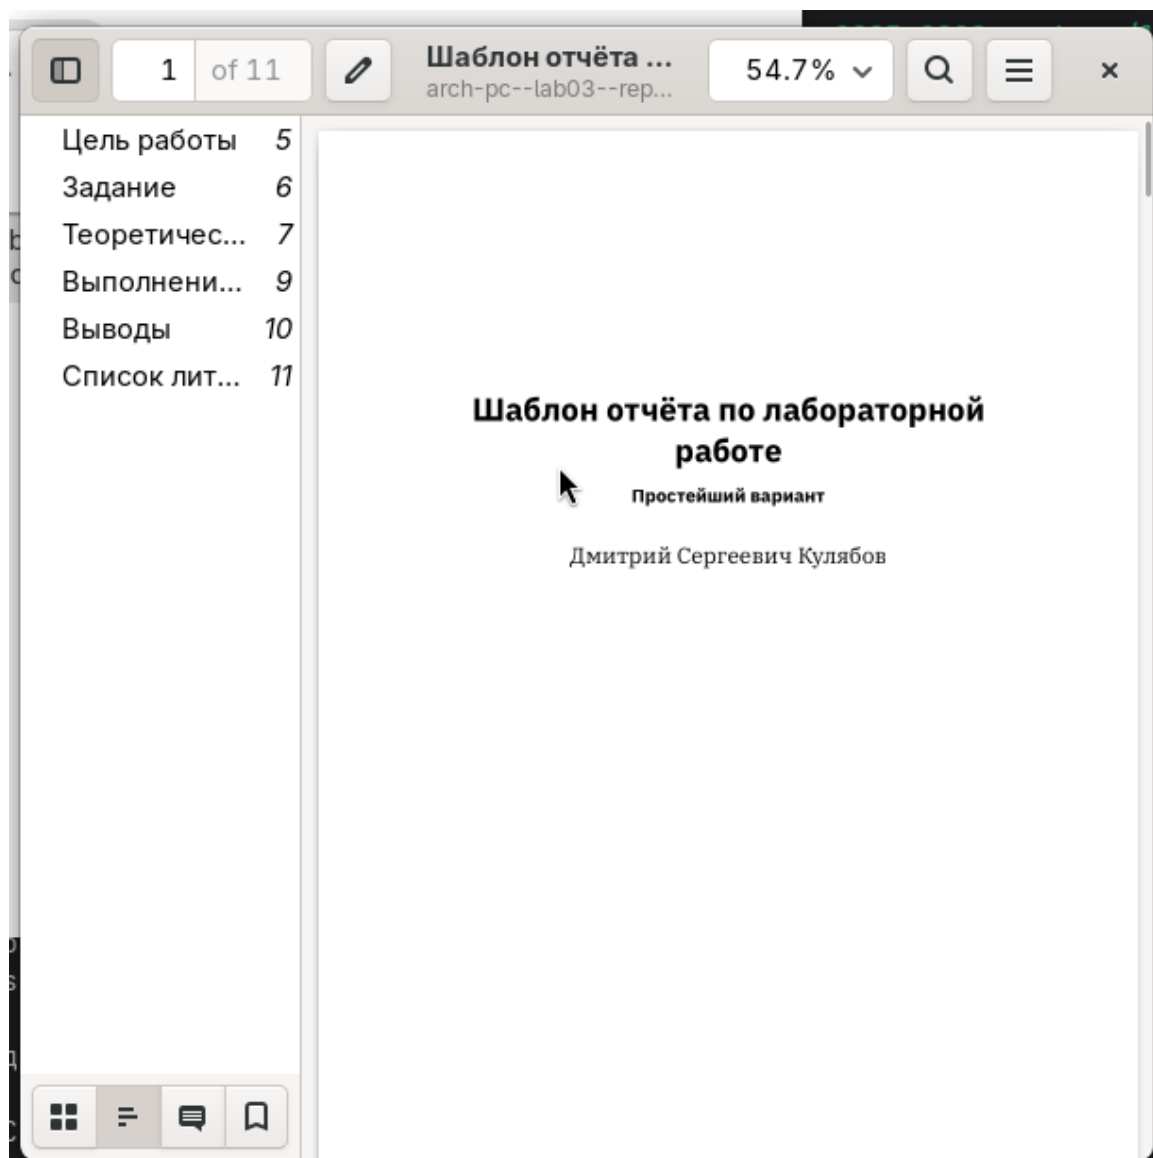 1 of 11
Шаблон отчёта ...
arch-pc--lab03--rep...
54.7%
Цель работы 5
Задание 6
Теоретичес... 7
Выполнени... 9
Выводы 10
Список лит... 11
Шаблон отчёта по лабораторной
работе
Простейший вариант
Дмитрий Сергеевич Кулябов